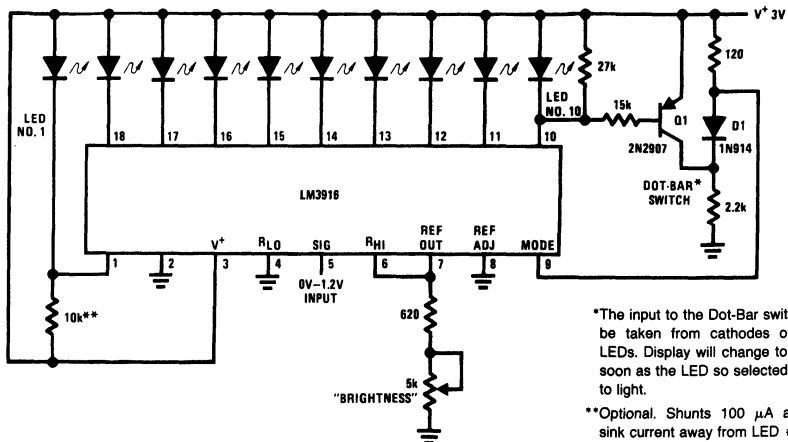 V+ 3V
120
27k
15k
LED
NO. 1
LED
NO. 10
Q1
D1
2N2907
1N914
18 17 16 15 14 13 12 11 10
DOT-BAR*
SWITCH
LM3916
2.2k
V+ RLO SIG RHI REF
OUT REF
ADJ MODE
1 2 3 4 5 6 7 8 9
0V–1.2V
INPUT
10k**
620
5k
"BRIGHTNESS"
*The input to the Dot-Bar swit
be taken from cathodes o
LEDs. Display will change to
soon as the LED so selected
to light.
**Optional. Shunts 100 μA a
sink current away from LED